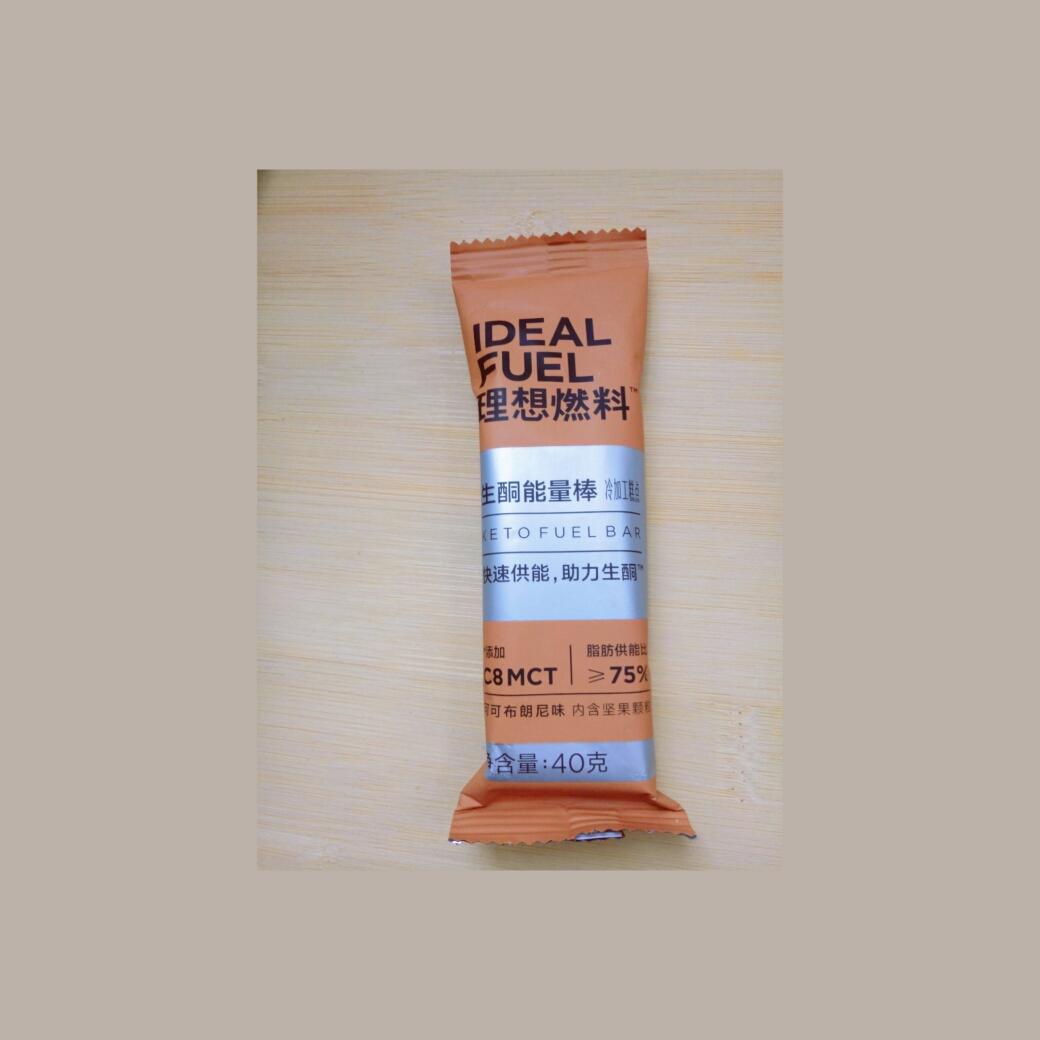 IDEAL
FUEL
理想燃料™
生酮能量棒 冷加工糕点
KETO FUEL BAR
快速供能,助力生酮™
添加
C8 MCT
脂肪供能比
≥75%
可可布朗尼味 内含坚果颗粒
净含量:40克